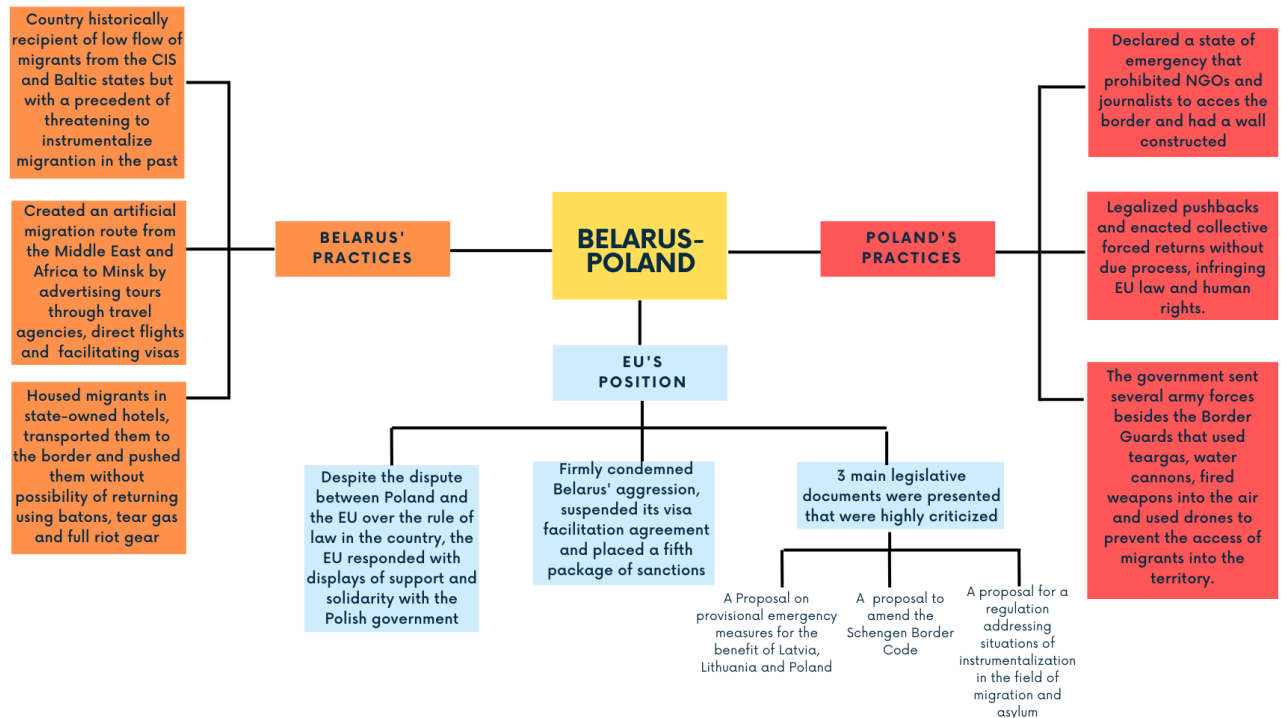 BELARUS-
POLAND
BELARUS'
PRACTICES
Country historically
recipient of low flow of
migrants from the CIS
and Baltic states but
with a precedent of
threatening to
instrumentalize
migrantion in the past
Created an artificial
migration route from
the Middle East and
Africa to Minsk by
advertising tours
through travel
agencies, direct flights
and facilitating visas
Housed migrants in
state-owned hotels,
transported them to
the border and pushed
them without
possibility of returning
using batons, tear gas
and full riot gear
EU'S
POSITION
Despite the dispute
between Poland and
the EU over the rule of
law in the country, the
EU responded with
displays of support and
solidarity with the
Polish government
Firmly condemned
Belarus' aggression,
suspended its visa
facilitation agreement
and placed a fifth
package of sanctions
3 main legislative
documents were presented
that were highly criticized
A Proposal on
provisional emergency
measures for the
benefit of Latvia,
Lithuania and Poland
A proposal to
amend the
Schengen Border
Code
A proposal for a
regulation
addressing
situations of
instrumentalization
in the field of
migration and
asylum
POLAND'S
PRACTICES
Declared a state of
emergency that
prohibited NGOs and
journalists to acces the
border and had a wall
constructed
Legalized pushbacks
and enacted collective
forced returns without
due process, infringing
EU law and human
rights.
The government sent
several army forces
besides the Border
Guards that used
teargas, water
cannons, fired
weapons into the air
and used drones to
prevent the access of
migrants into the
territory.